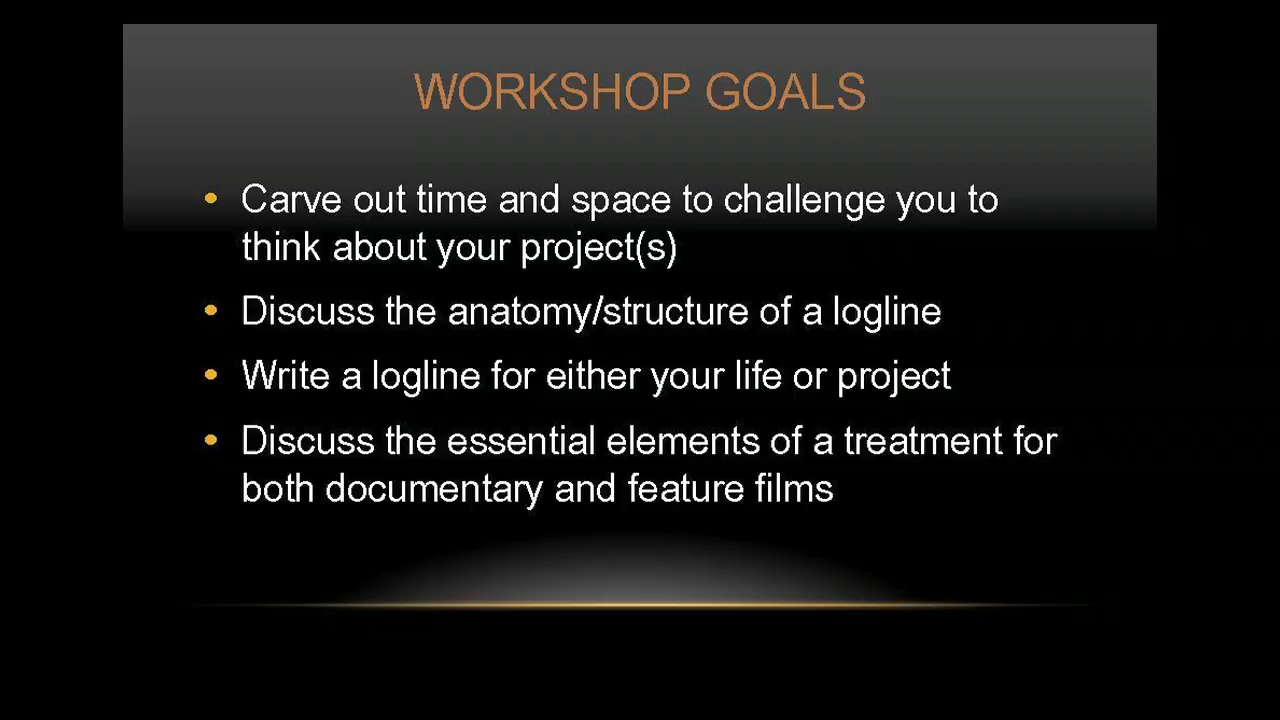 WORKSHOP GOALS
• Carve out time and space to challenge you to
think about your project(s)
• Discuss the anatomy/structure of a logline
• Write a logline for either your life or project
• Discuss the essential elements of a treatment for
both documentary and feature films